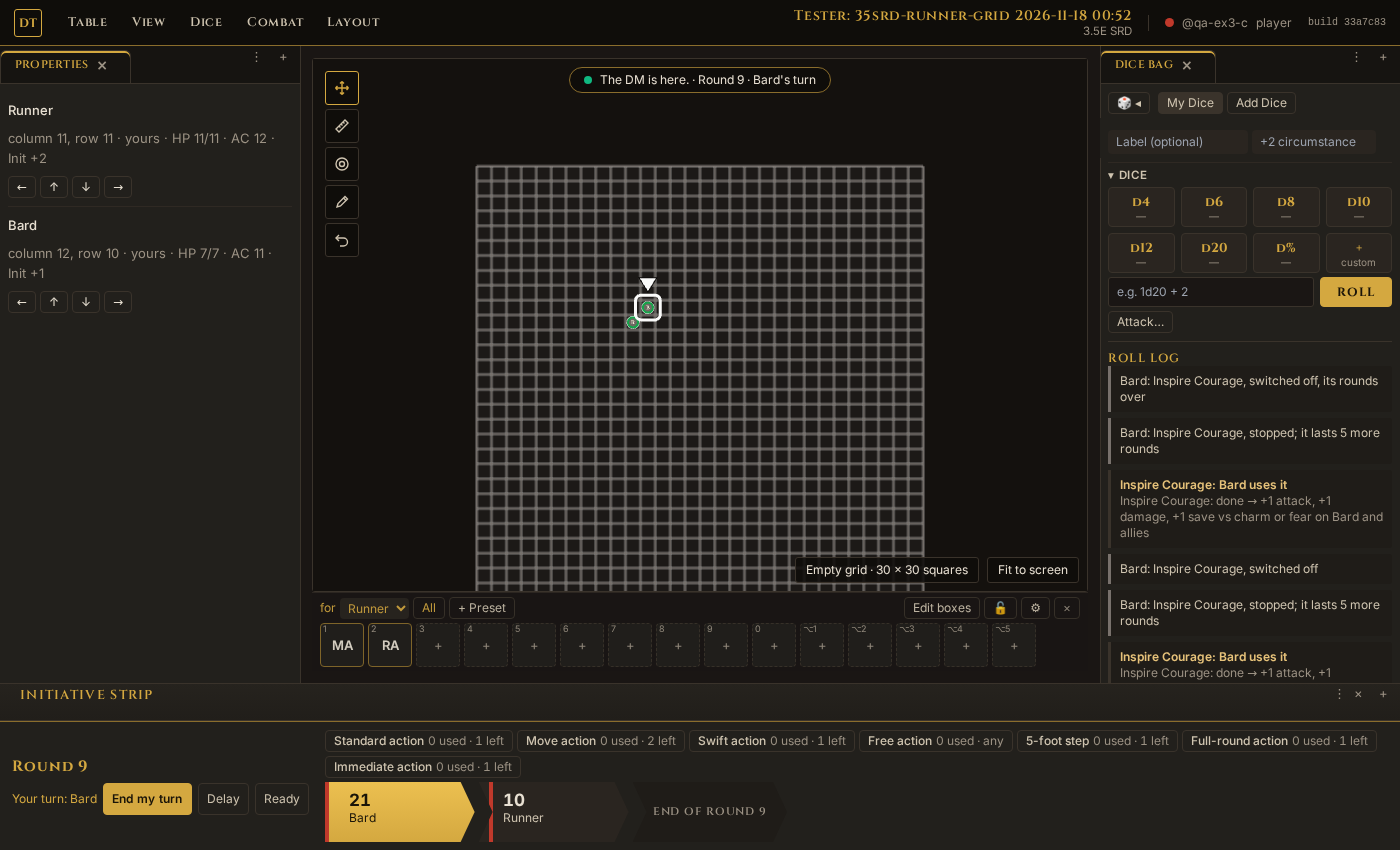 DT
TABLE
VIEW
DICE
COMBAT
LAYOUT
TESTER: 35SRD-RUNNER-GRID 2026-11-18 00:52
3.5E SRD
@qa-ex3-c player
build 33a7c83
PROPERTIES ×
⋮ +
Runner
column 11, row 11 · yours · HP 11/11 · AC 12 ·
Init +2
← ↑ ↓ →
Bard
column 12, row 10 · yours · HP 7/7 · AC 11 ·
Init +1
← ↑ ↓ →
The DM is here. · Round 9 · Bard's turn
Empty grid · 30 × 30 squares
Fit to screen
for Runner All + Preset
Edit boxes ×
1 MA
2 RA
3 +
4 +
5 +
6 +
7 +
8 +
9 +
0 +
⌥1 +
⌥2 +
⌥3 +
⌥4 +
⌥5 +
DICE BAG ×
⋮ +
My Dice
Add Dice
Label (optional)
+2 circumstance
▾ DICE
D4 —
D6 —
D8 —
D10 —
D12 —
D20 —
D% —
+ custom
e.g. 1d20 + 2
ROLL
Attack...
ROLL LOG
Bard: Inspire Courage, switched off, its rounds
over
Bard: Inspire Courage, stopped; it lasts 5 more
rounds
Inspire Courage: Bard uses it
Inspire Courage: done → +1 attack, +1
damage, +1 save vs charm or fear on Bard and
allies
Bard: Inspire Courage, switched off
Bard: Inspire Courage, stopped; it lasts 5 more
rounds
Inspire Courage: Bard uses it
Inspire Courage: done → +1 attack, +1
INITIATIVE STRIP
⋮ × +
ROUND 9
Your turn: Bard
End my turn
Delay
Ready
Standard action 0 used · 1 left
Move action 0 used · 2 left
Swift action 0 used · 1 left
Free action 0 used · any
5-foot step 0 used · 1 left
Full-round action 0 used · 1 left
Immediate action 0 used · 1 left
21
Bard
10
Runner
END OF ROUND 9